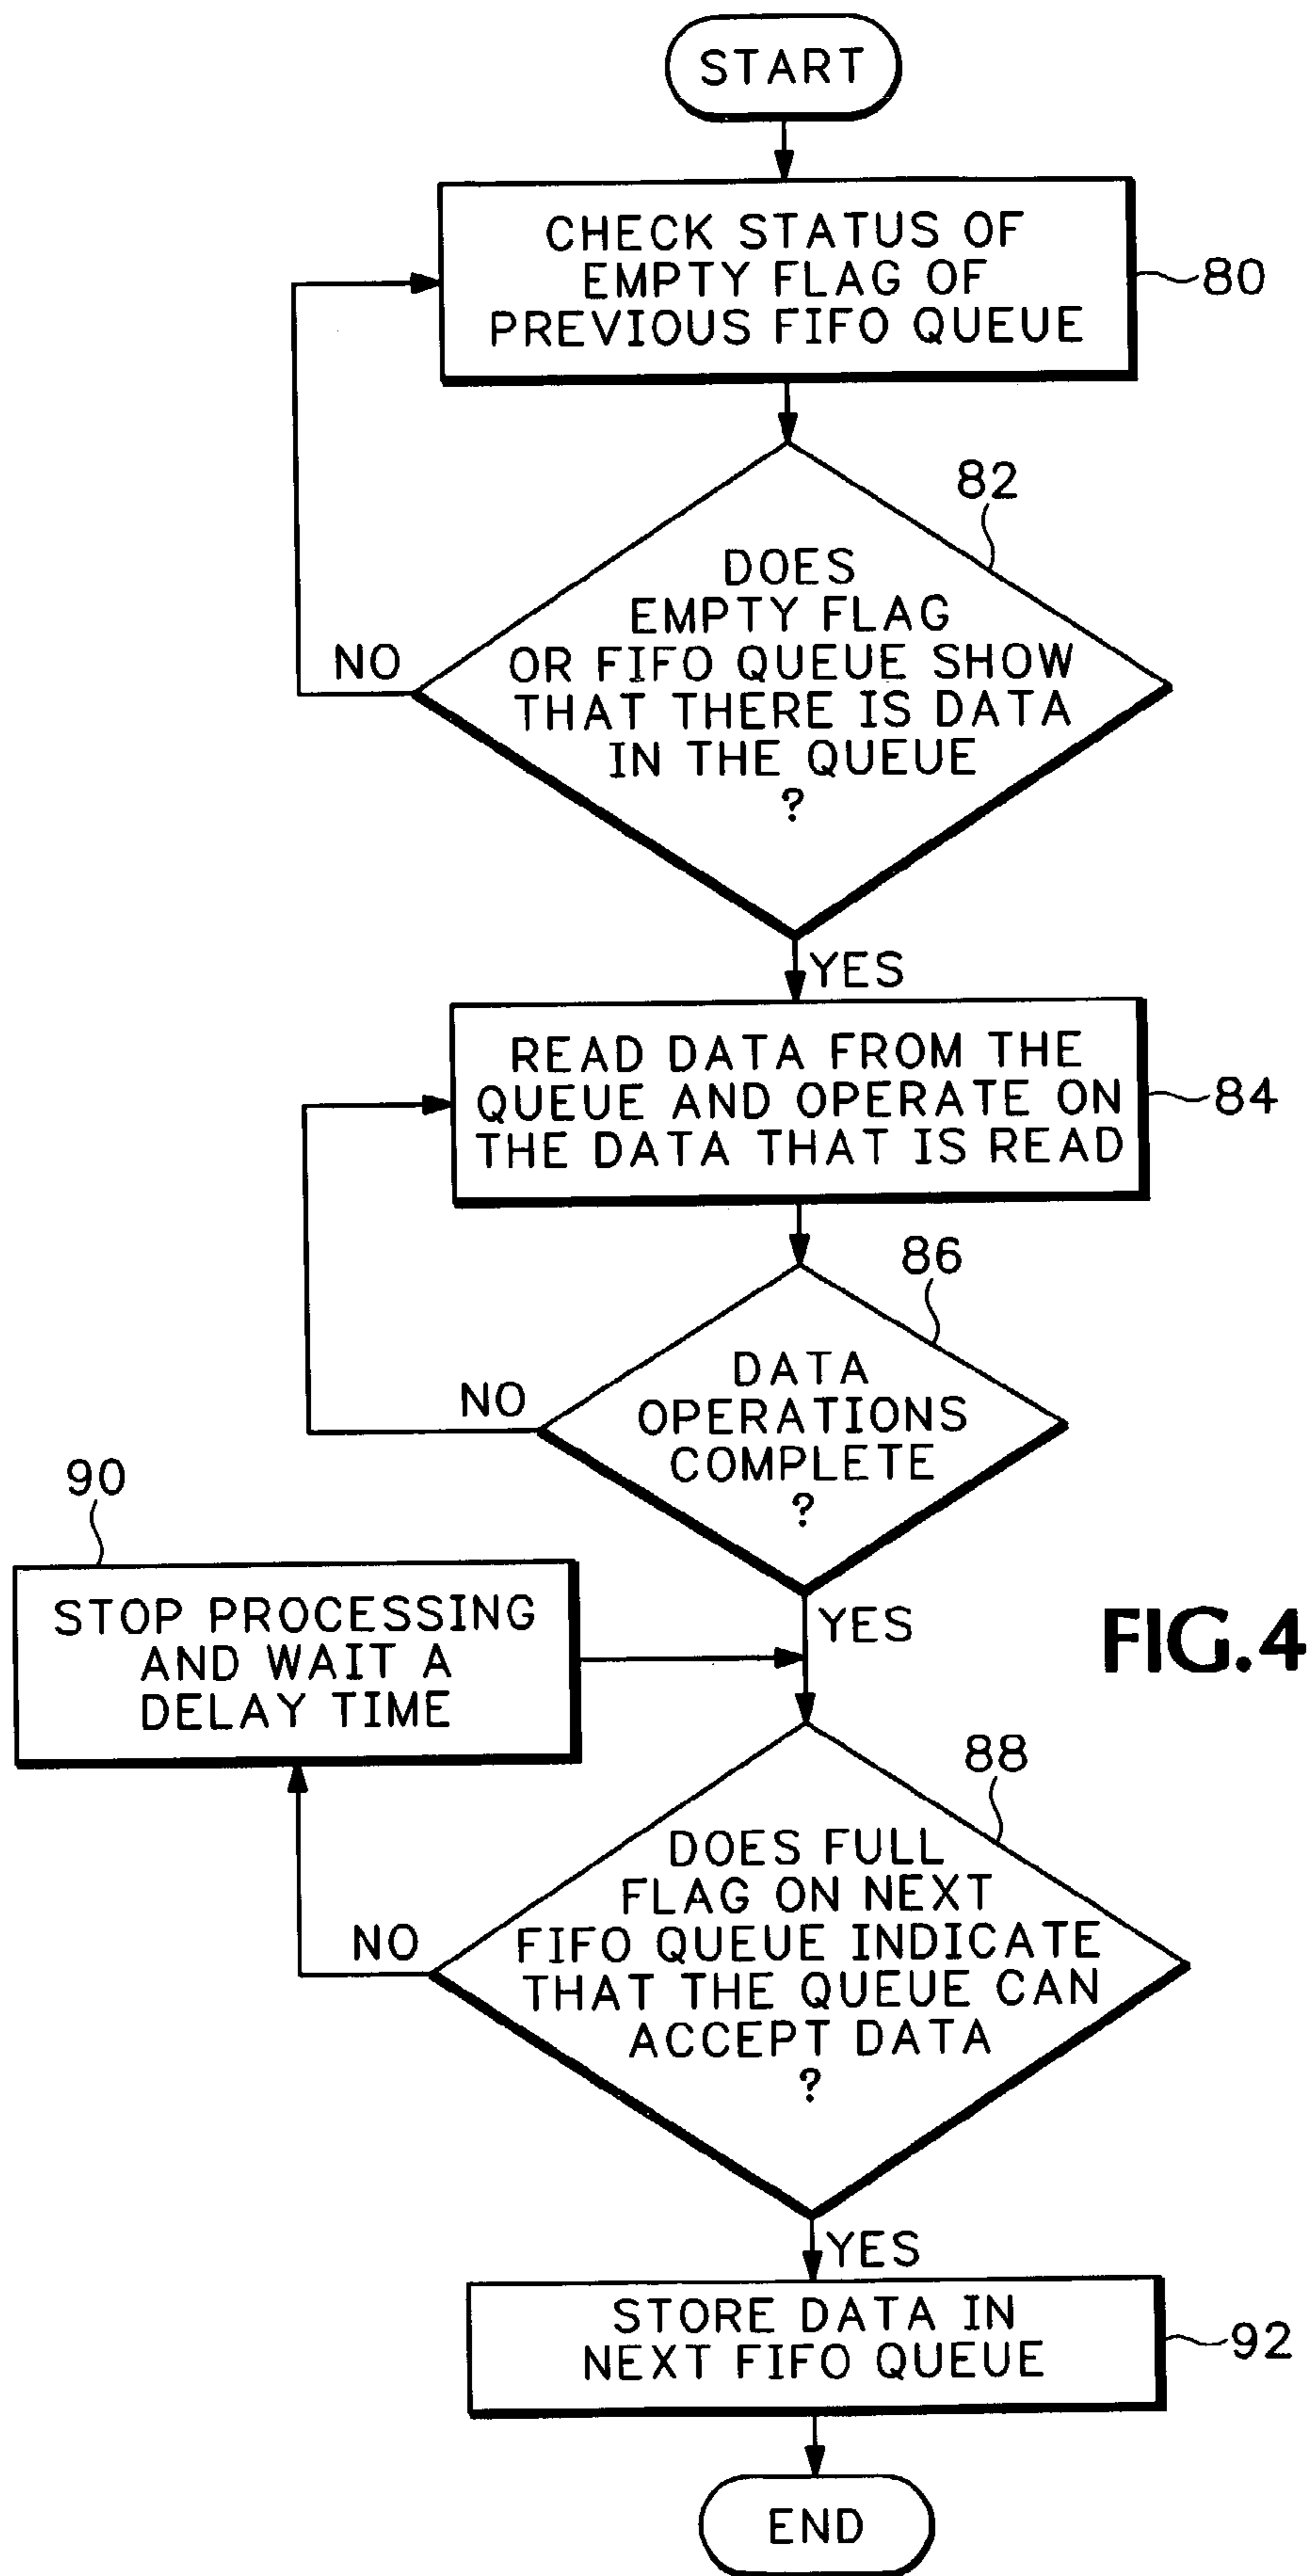 START
CHECK STATUS OF
EMPTY FLAG OF
PREVIOUS FIFO QUEUE
80
82
DOES
EMPTY FLAG
OR FIFO QUEUE SHOW
THAT THERE IS DATA
IN THE QUEUE
?
NO
YES
READ DATA FROM THE
QUEUE AND OPERATE ON
THE DATA THAT IS READ
84
86
DATA
OPERATIONS
COMPLETE
?
NO
YES
90
STOP PROCESSING
AND WAIT A
DELAY TIME
FIG.4
88
DOES FULL
FLAG ON NEXT
FIFO QUEUE INDICATE
THAT THE QUEUE CAN
ACCEPT DATA
?
NO
YES
STORE DATA IN
NEXT FIFO QUEUE
92
END